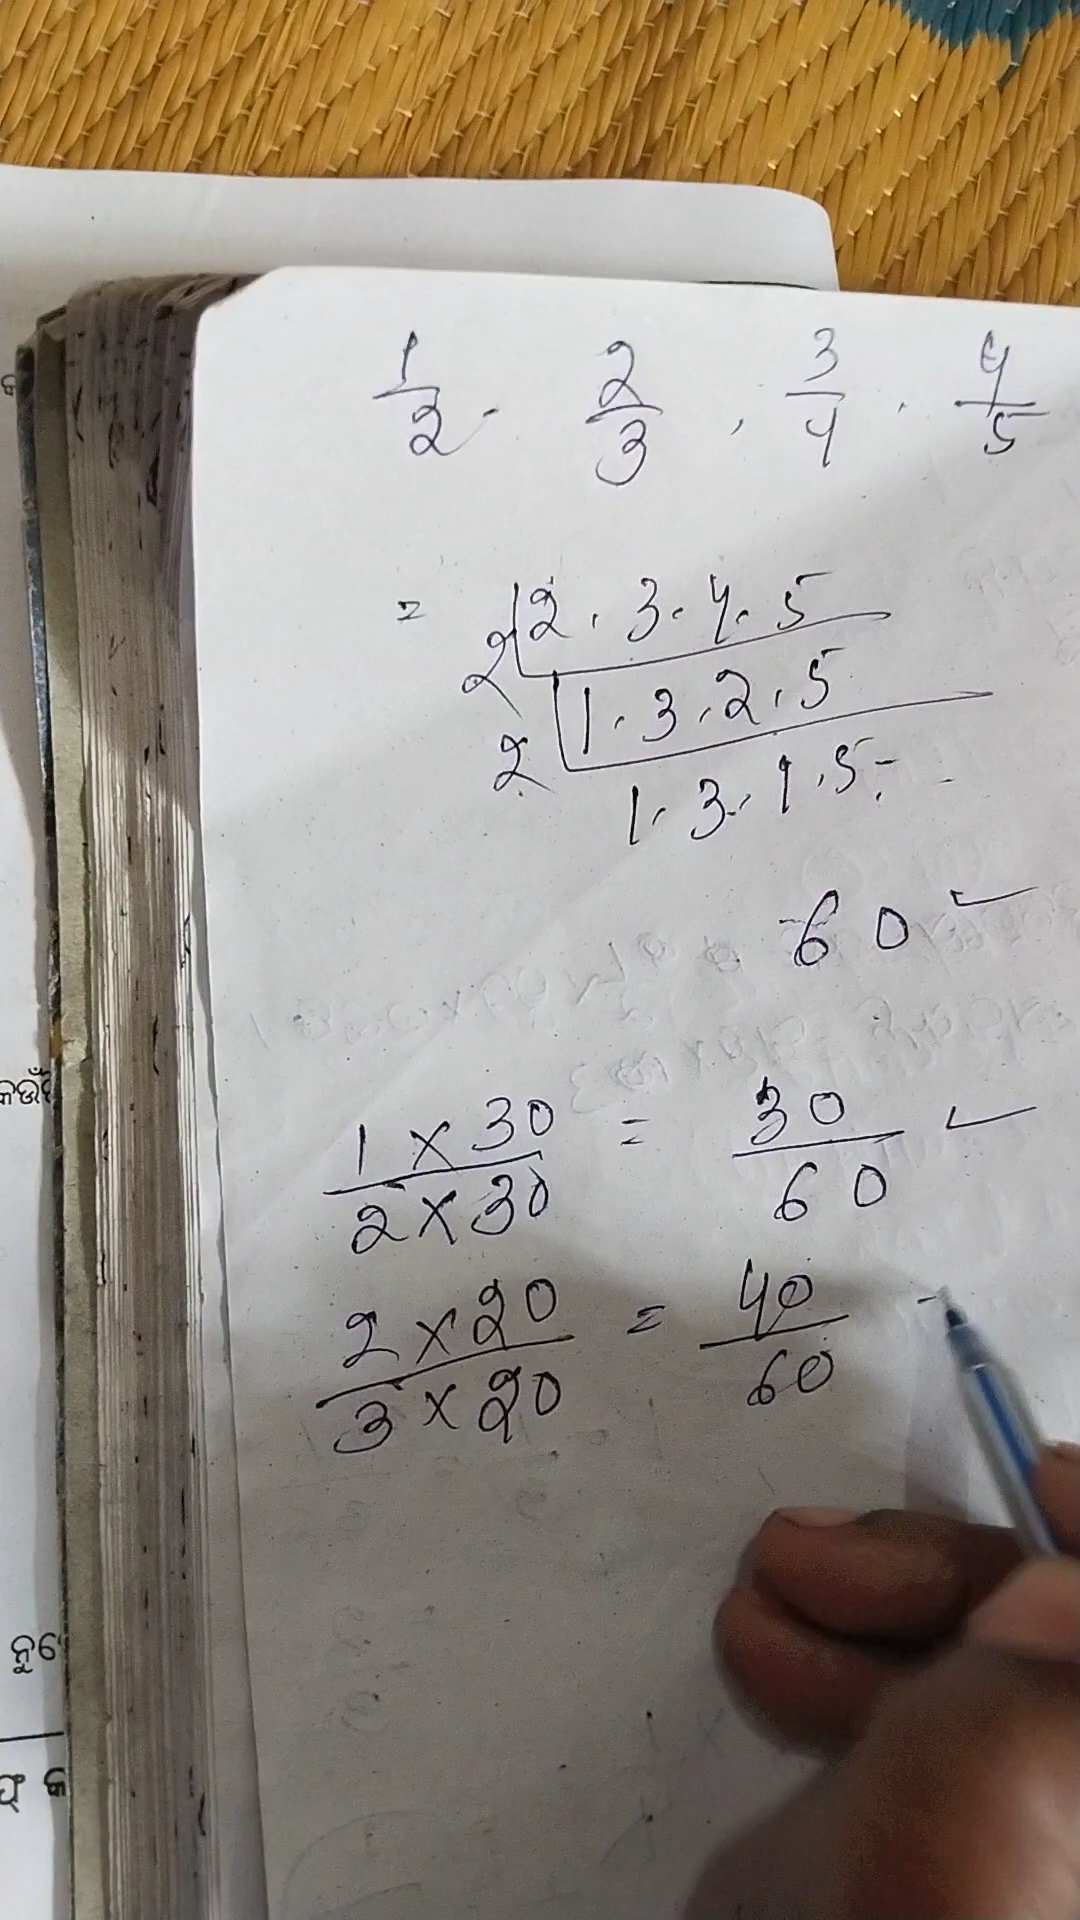 1/2 . 2/3 , 3/4 . 4/5
= 2 | 2 . 3 . 4 . 5
2 | 1 . 3 . 2 . 5
1 . 3 . 1 . 5 -
60 ✓
1 × 30 / 2 × 30 = 30 / 60 ✓
2 × 20 / 3 × 20 = 40 / 60